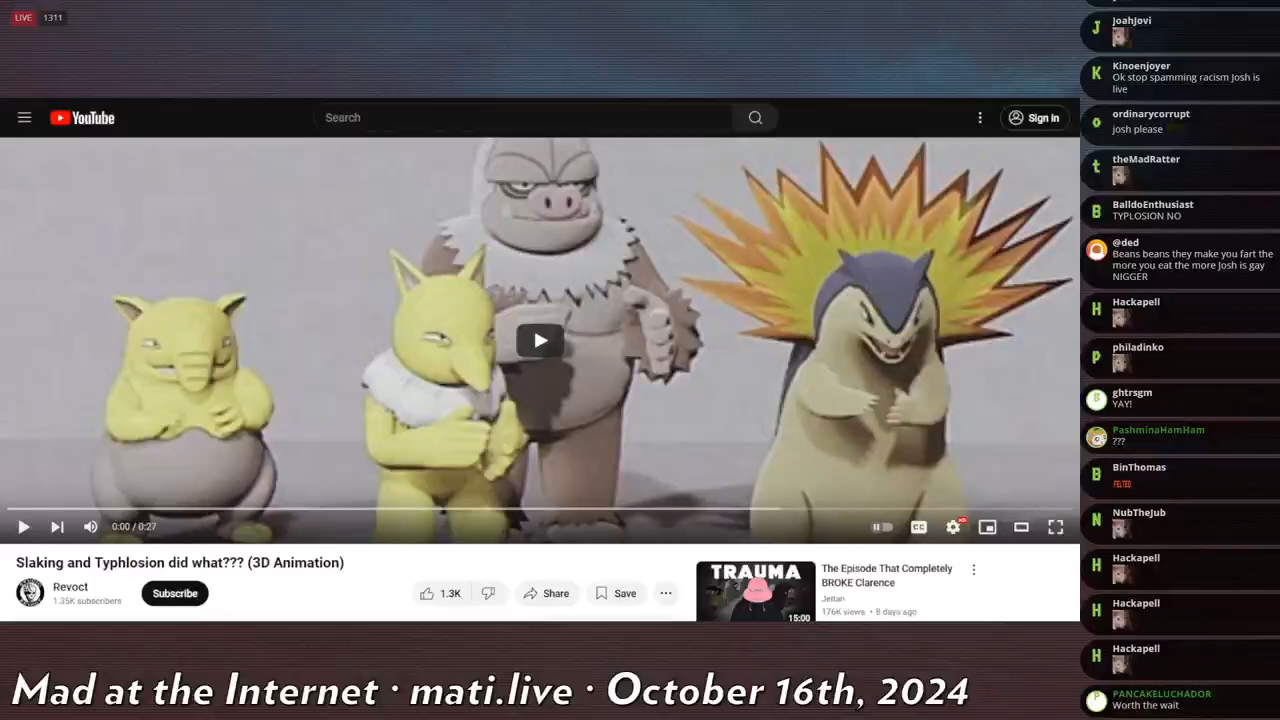 LIVE 1311
YouTube
Search
Sign in
0:00 / 0:27
CC
HD
Slaking and Typhlosion did what??? (3D Animation)
Revoct
1.35K subscribers
Subscribe
1.3K
Share
Save
TRAUMA
15:00
The Episode That Completely
BROKE Clarence
Jettan
176K views • 8 days ago
Mad at the Internet · mati.live · October 16th, 2024
J
JoahJovi
K
Kinoenjoyer
Ok stop spamming racism Josh is
live
o
ordinarycorrupt
josh please
t
theMadRatter
B
BalldoEnthusiast
TYPLOSION NO
@ded
Beans beans they make you fart the
more you eat the more Josh is gay
NIGGER
H
Hackapell
p
philadinko
g
ghtrsgm
YAY!
PashminaHamHam
???
B
BinThomas
FELTED
N
NubTheJub
H
Hackapell
H
Hackapell
H
Hackapell
P
PANCAKELUCHADOR
Worth the wait